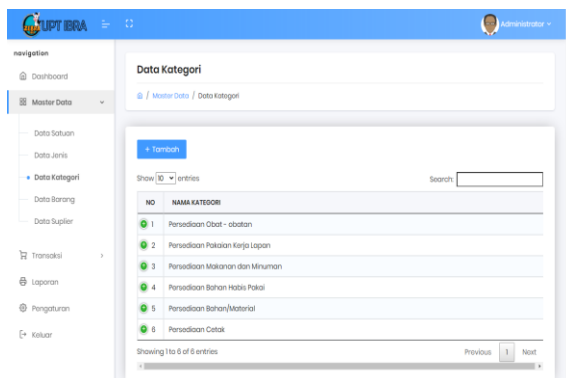 UPT IBRA
Administrator
navigation
Dashboard
Master Data
Data Satuan
Data Jenis
Data Kategori
Data Barang
Data Suplier
Transaksi
Laporan
Pengaturan
Keluar
Data Kategori
/ Master Data / Data Kategori
+ Tambah
Show 10 entries
Search:
NO NAMA KATEGORI
1 Persediaan Obat - obatan
2 Persediaan Pakaian Kerja Lapan
3 Persediaan Makanan dan Minuman
4 Persediaan Bahan Habis Pakai
5 Persediaan Bahan/Material
6 Persediaan Cetak
Showing 1 to 6 of 6 entries
Previous 1 Next